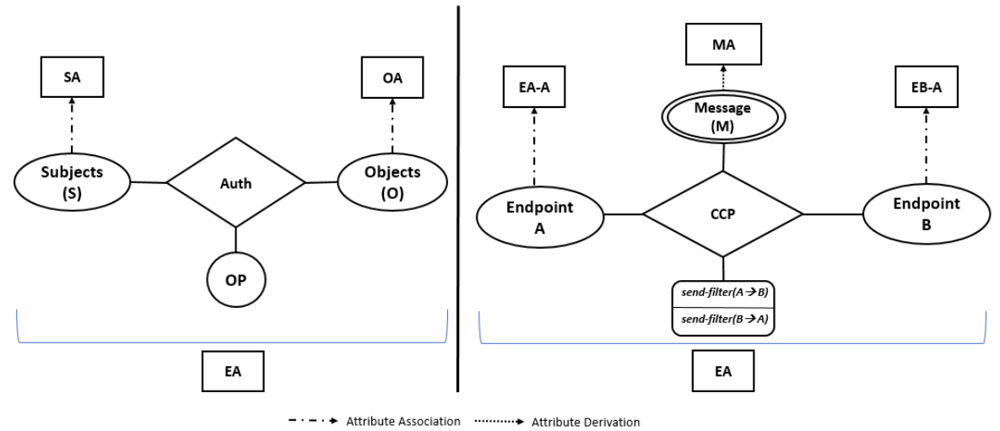 SA
OA
Subjects
(S)
Auth
Objects
(O)
OP
EA
MA
EA-A
EB-A
Message
(M)
Endpoint
A
CCP
Endpoint
B
send-filter(A→B)
send-filter(B→A)
EA
Attribute Association
Attribute Derivation